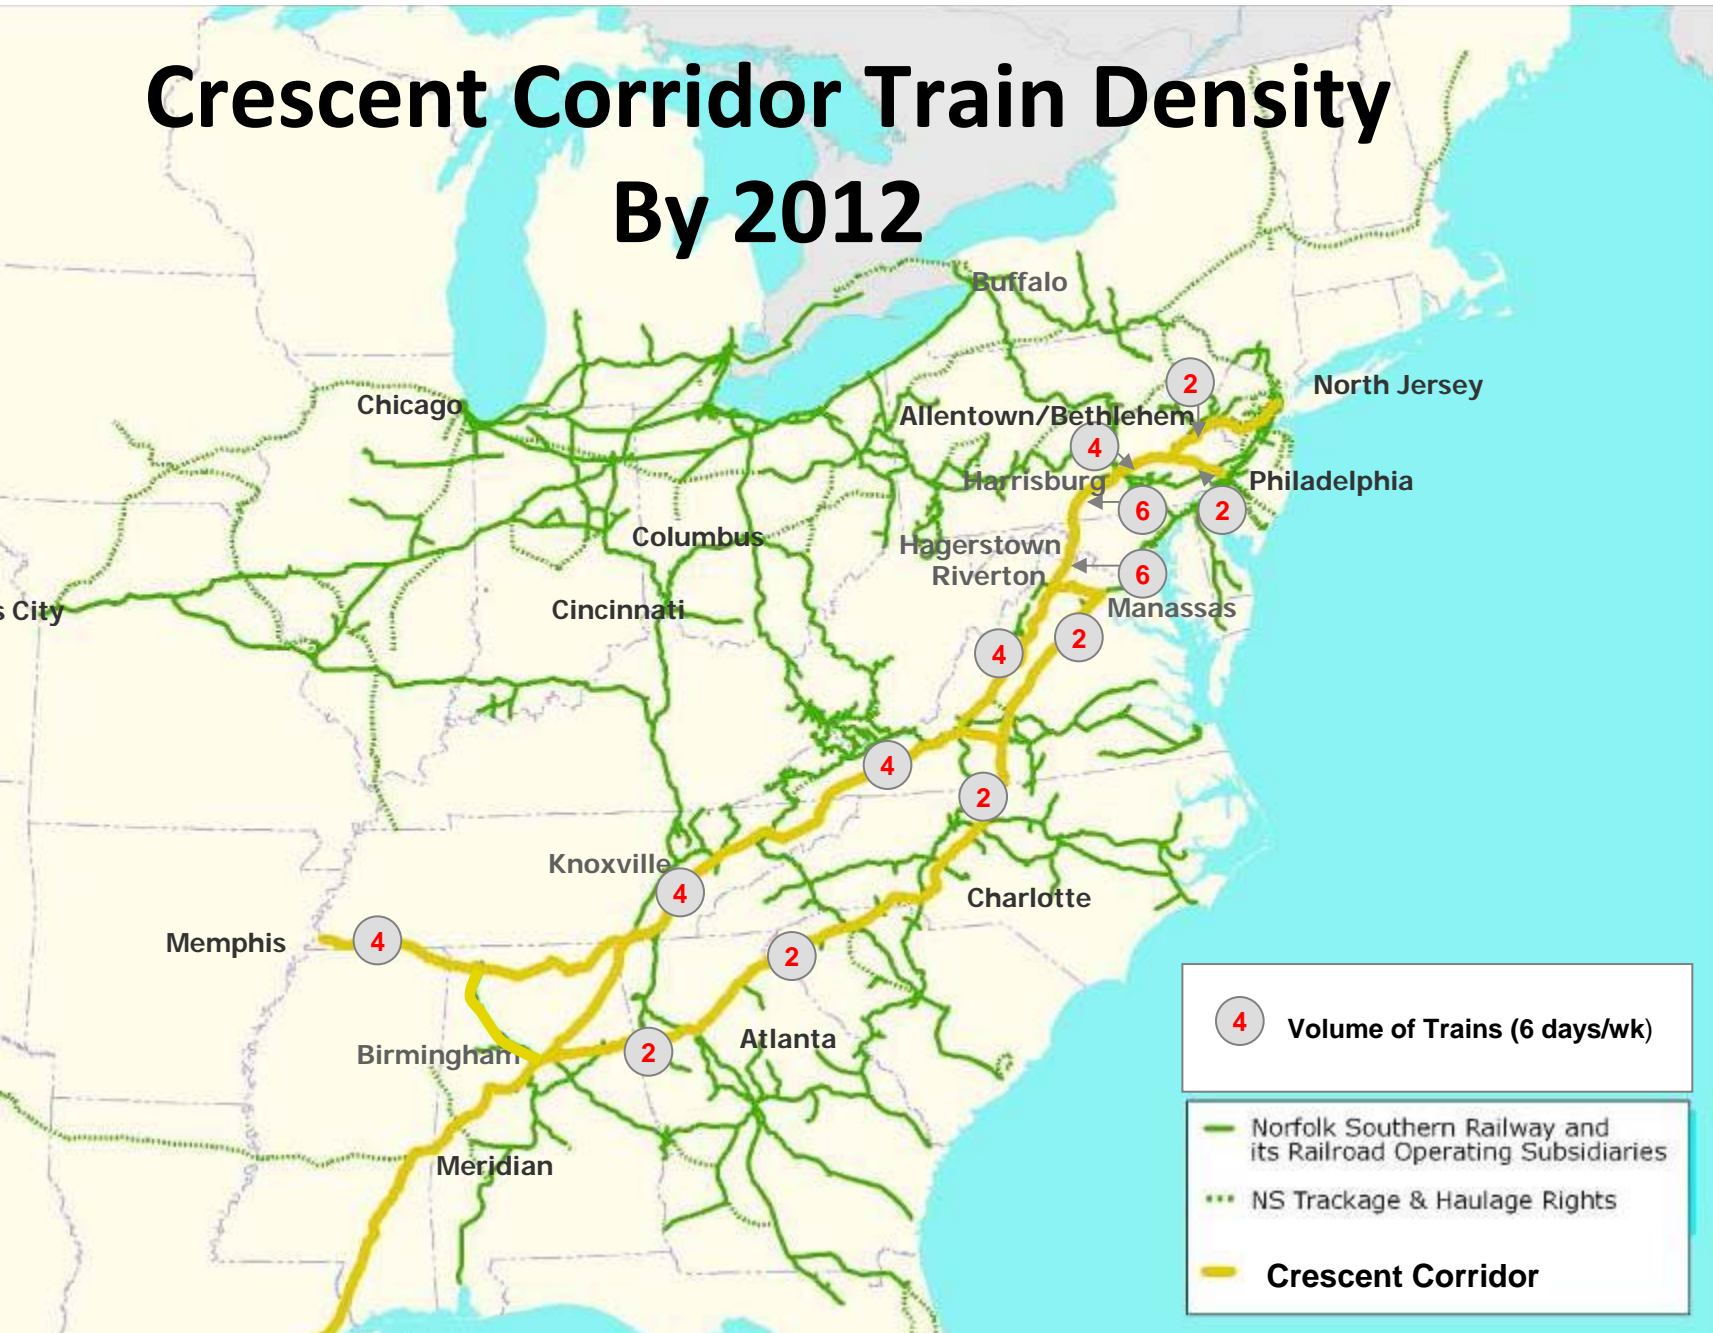 Crescent Corridor Train Density
By 2012
Buffalo
2
North Jersey
Chicago
Allentown/Bethlehem
4
Harrisburg
Philadelphia
6
2
Columbus
Hagerstown
Riverton
6
s City
Cincinnati
Manassas
2
4
4
2
Knoxville
4
Charlotte
Memphis
4
2
Atlanta
2
Birmingham
Meridian
4 Volume of Trains (6 days/wk)
Norfolk Southern Railway and
its Railroad Operating Subsidiaries
NS Trackage & Haulage Rights
Crescent Corridor